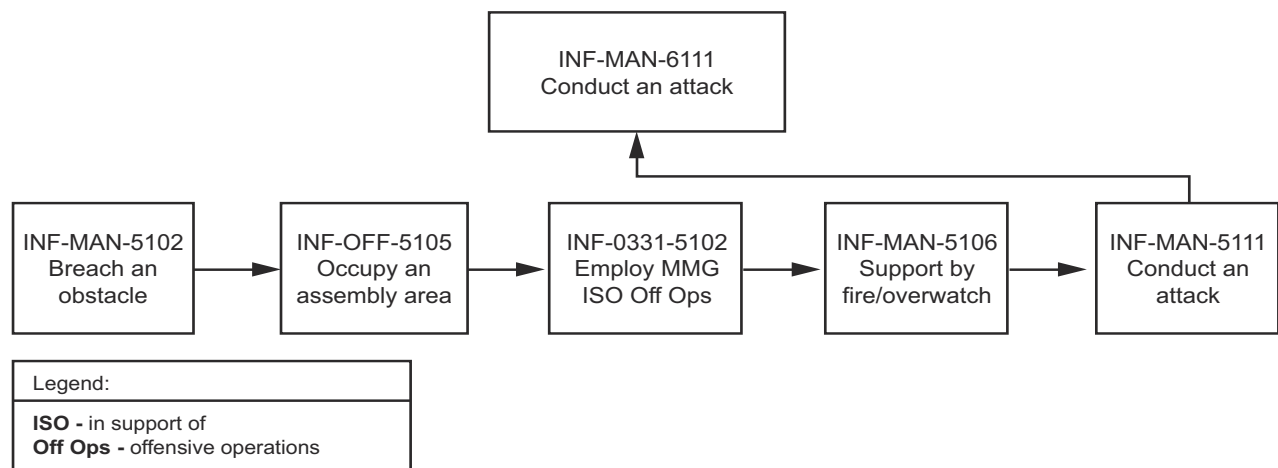 INF-MAN-6111
Conduct an attack
INF-MAN-5102
Breach an
obstacle
INF-OFF-5105
Occupy an
assembly area
INF-0331-5102
Employ MMG
ISO Off Ops
INF-MAN-5106
Support by
fire/overwatch
INF-MAN-5111
Conduct an
attack
Legend:
ISO - in support of
Off Ops - offensive operations